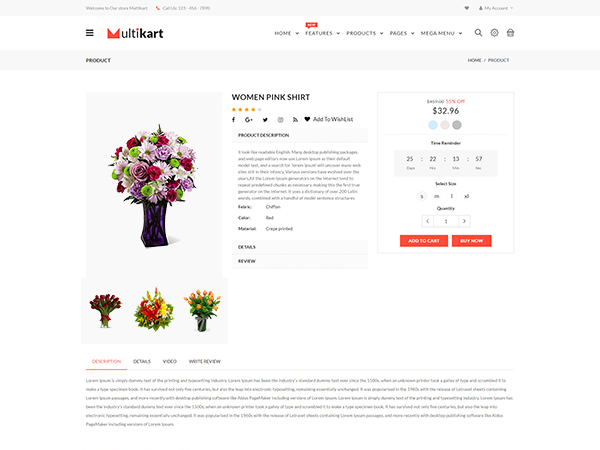 Welcome to Our store Multikart
Call Us: 123 - 456 - 7890
My Account
Multikart
NEW
HOME
FEATURES
PRODUCTS
PAGES
MEGA MENU
PRODUCT
HOME / PRODUCT
WOMEN PINK SHIRT
Add To WishList
PRODUCT DESCRIPTION
It look like readable English. Many desktop publishing packages
and web page editors now use Lorem Ipsum as their default
model text, and a search for 'lorem ipsum' will uncover many web
sites still in their infancy. Various versions have evolved over the
years.All the Lorem Ipsum generators on the Internet tend to
repeat predefined chunks as necessary, making this the first true
generator on the Internet. It uses a dictionary of over 200 Latin
words, combined with a handful of model sentence structures
Fabric: Chiffon
Color: Red
Material: Crepe printed
DETAILS
REVIEW
$459.00 55% Off
$32.96
Time Reminder
25 : 22 : 13 : 57
Days Hrs Min Sec
Select Size
s m l xl
Quantity
< 1 >
ADD TO CART
BUY NOW
DESCRIPTION
DETAILS
VIDEO
WRITE REVIEW
Lorem Ipsum is simply dummy text of the printing and typesetting industry. Lorem Ipsum has been the industry's standard dummy text ever since the 1500s, when an unknown printer took a galley of type and scrambled it to
make a type specimen book. It has survived not only five centuries, but also the leap into electronic typesetting, remaining essentially unchanged. It was popularised in the 1960s with the release of Letraset sheets containing
Lorem Ipsum passages, and more recently with desktop publishing software like Aldus PageMaker including versions of Lorem Ipsum. Lorem Ipsum is simply dummy text of the printing and typesetting industry. Lorem Ipsum
has been the industry's standard dummy text ever since the 1500s, when an unknown printer took a galley of type and scrambled it to make a type specimen book. It has survived not only five centuries, but also the leap into
electronic typesetting, remaining essentially unchanged. It was popularised in the 1960s with the release of Letraset sheets containing Lorem Ipsum passages, and more recently with desktop publishing software like Aldus
PageMaker including versions of Lorem Ipsum.